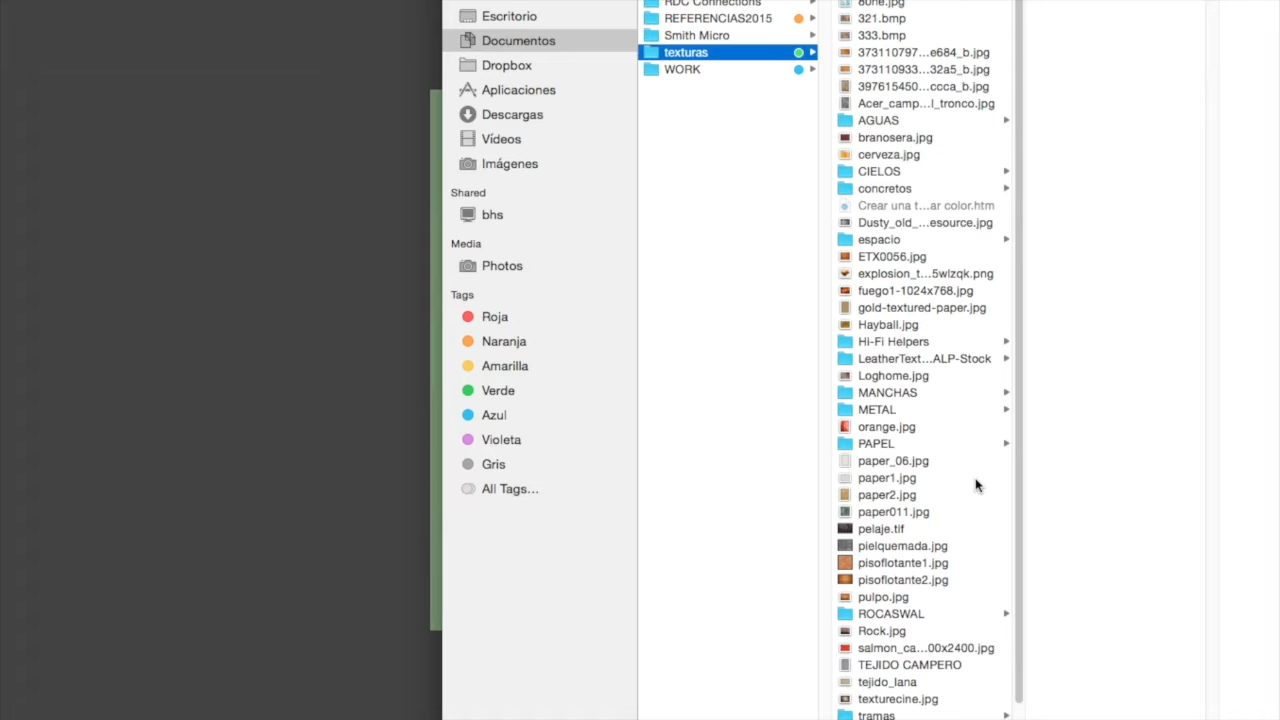 Escritorio
Documentos
Dropbox
Aplicaciones
Descargas
Vídeos
Imágenes
Shared
bhs
Media
Photos
Tags
Roja
Naranja
Amarilla
Verde
Azul
Violeta
Gris
All Tags...
RDC Connections
REFERENCIAS2015
Smith Micro
texturas
WORK
80ne.jpg
321.bmp
333.bmp
373110797...e684_b.jpg
373110933...32a5_b.jpg
397615450...ccca_b.jpg
Acer_camp...l_tronco.jpg
AGUAS
branosera.jpg
cerveza.jpg
CIELOS
concretos
Crear una t...ar color.htm
Dusty_old_...esource.jpg
espacio
ETX0056.jpg
explosion_t...5wlzqk.png
fuego1-1024x768.jpg
gold-textured-paper.jpg
Hayball.jpg
Hi-Fi Helpers
LeatherText...ALP-Stock
Loghome.jpg
MANCHAS
METAL
orange.jpg
PAPEL
paper_06.jpg
paper1.jpg
paper2.jpg
paper011.jpg
pelaje.tif
pielquemada.jpg
pisoflotante1.jpg
pisoflotante2.jpg
pulpo.jpg
ROCASWAL
Rock.jpg
salmon_ca...00x2400.jpg
TEJIDO CAMPERO
tejido_lana
texturecine.jpg
tramas